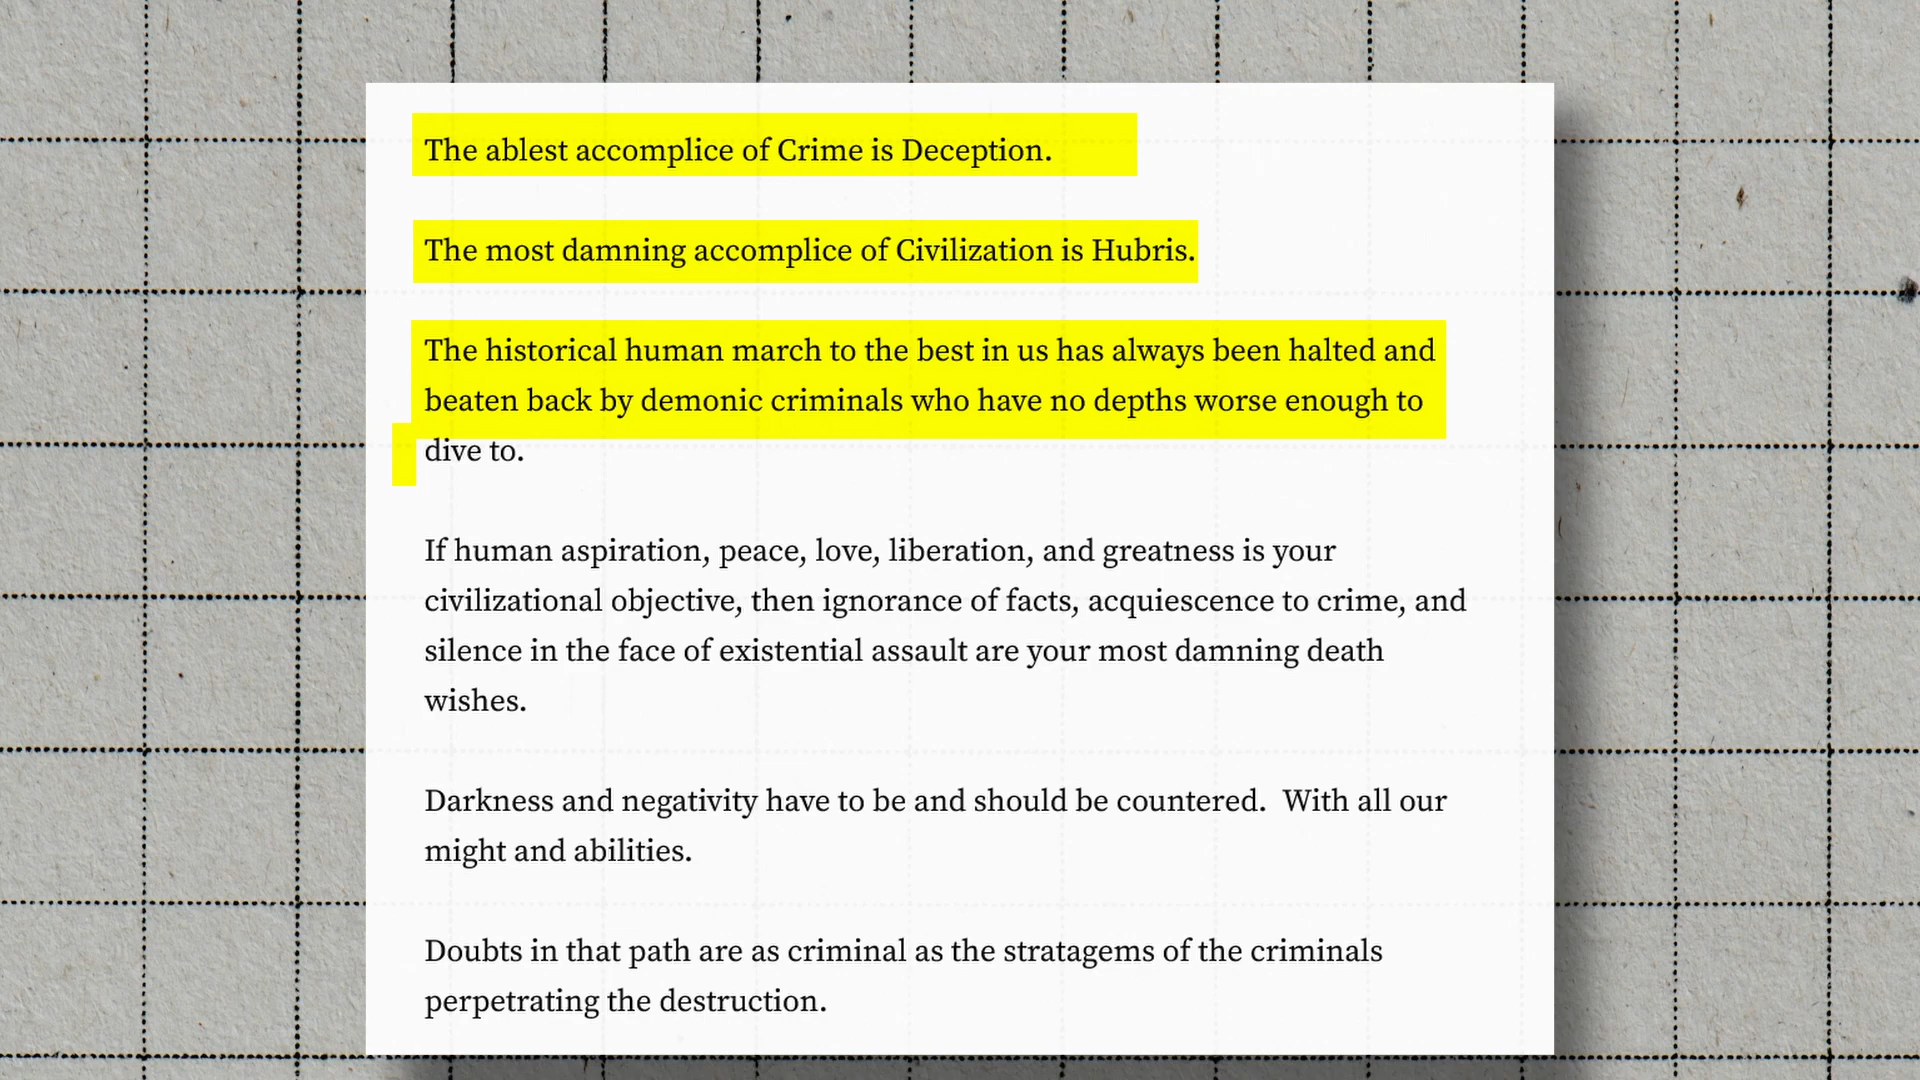 The ablest accomplice of Crime is Deception.
The most damning accomplice of Civilization is Hubris.
The historical human march to the best in us has always been halted and
beaten back by demonic criminals who have no depths worse enough to
dive to.
If human aspiration, peace, love, liberation, and greatness is your
civilizational objective, then ignorance of facts, acquiescence to crime, and
silence in the face of existential assault are your most damning death
wishes.
Darkness and negativity have to be and should be countered.  With all our
might and abilities.
Doubts in that path are as criminal as the stratagems of the criminals
perpetrating the destruction.